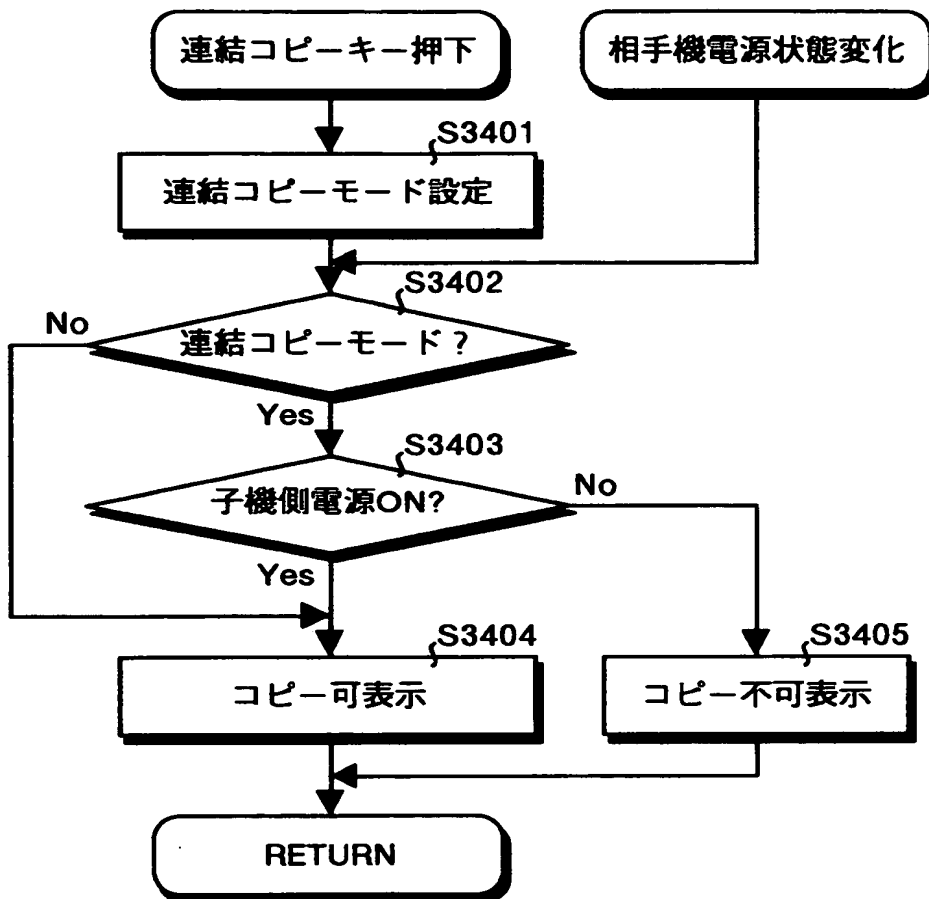 連結コピーキー押下
相手機電源状態変化
S3401
連結コピーモード設定
S3402
No
連結コピーモード?
Yes
S3403
子機側電源ON?
No
Yes
S3404
コピー可表示
S3405
コピー不可表示
RETURN